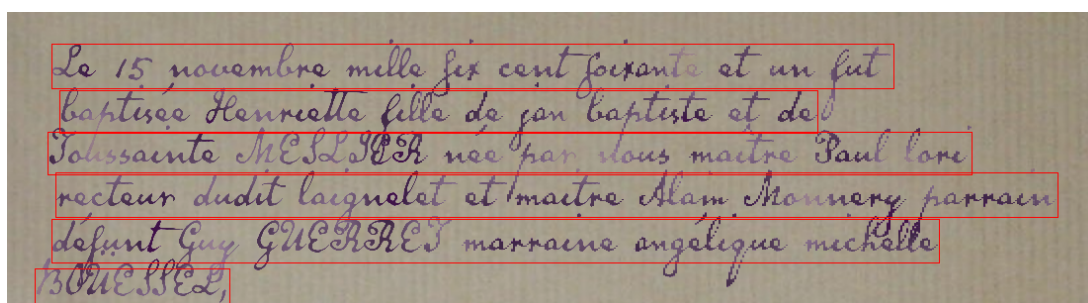 Le 15 novembre mille six cent soixante et un fut
baptisée Henriette fille de jan baptiste et de
Toussainte MESLIER née par nous maitre Paul lori
recteur dudit laignelet et maitre Alain Monnery parrain
défunt Guy GUERRET marraine angélique michelle
BOÜESSEL,